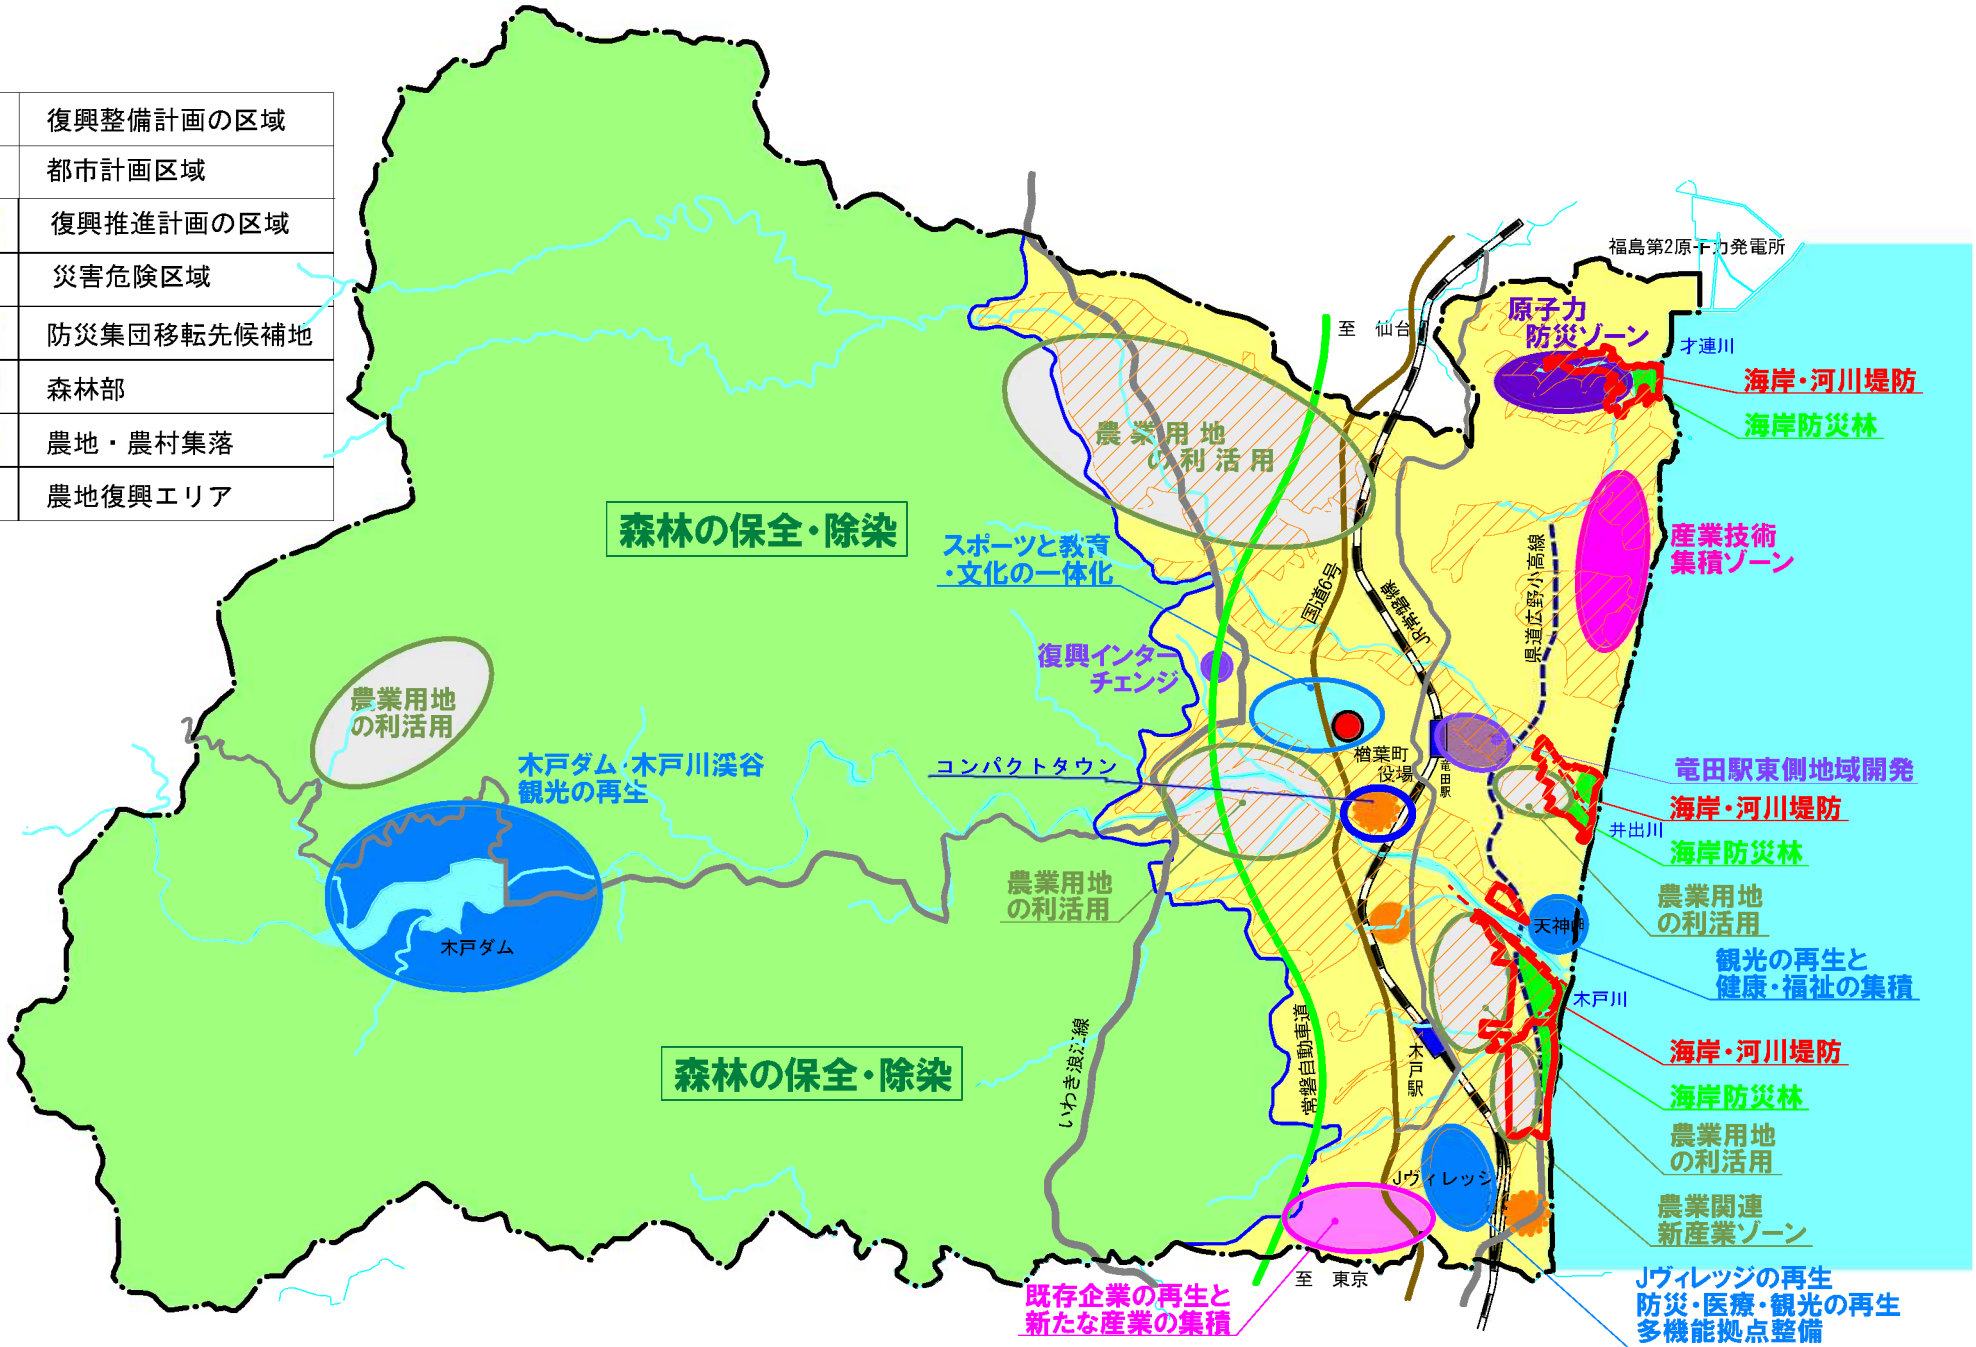 復興整備計画の区域
都市計画区域
復興推進計画の区域
災害危険区域
防災集団移転先候補地
森林部
農地・農村集落
農地復興エリア
福島第2原子力発電所
原子力
防災ゾーン
至 仙台
才連川
海岸・河川堤防
海岸防災林
農業用地
の利活用
森林の保全・除染
スポーツと教育
・文化の一体化
産業技術
集積ゾーン
国道6号
JR常磐線
県道広野小高線
復興インター
チェンジ
農業用地
の利活用
木戸ダム・木戸川渓谷
観光の再生
コンパクトタウン
楢葉町
役場
竜田駅
竜田駅東側地域開発
海岸・河川堤防
井出川
海岸防災林
農業用地
の利活用
農業用地
の利活用
木戸ダム
天神岬
観光の再生と
健康・福祉の集積
木戸川
森林の保全・除染
いわき浪江線
常磐自動車道
木戸駅
海岸・河川堤防
海岸防災林
農業用地
の利活用
Jヴィレッジ
農業関連
新産業ゾーン
至 東京
既存企業の再生と
新たな産業の集積
Jヴィレッジの再生
防災・医療・観光の再生
多機能拠点整備